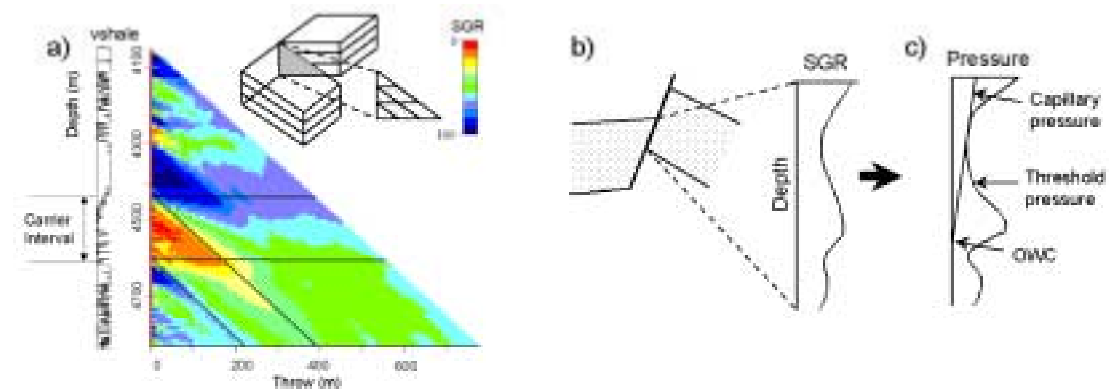 a)
vshale
SGR
Depth (m)
4100
4300
4500
4700
Carrier
Interval
0 200 400 600
Throw (m)
b)
SGR
Depth
c)
Pressure
Capillary
pressure
Threshold
pressure
OWC